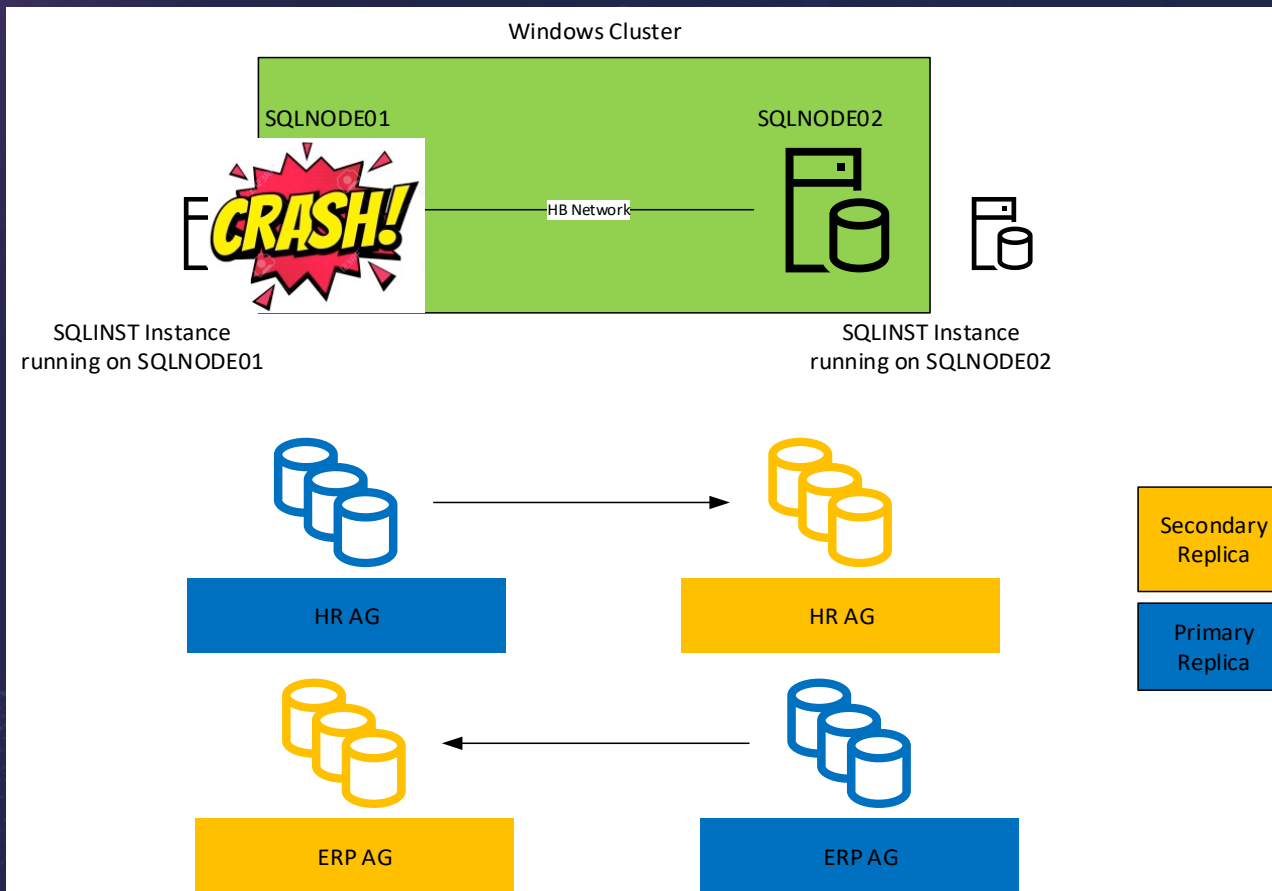 Windows Cluster
SQLNODE01
SQLNODE02
CRASH!
HB Network
SQLINST Instance
running on SQLNODE01
SQLINST Instance
running on SQLNODE02
HR AG
HR AG
Secondary
Replica
Primary
Replica
ERP AG
ERP AG